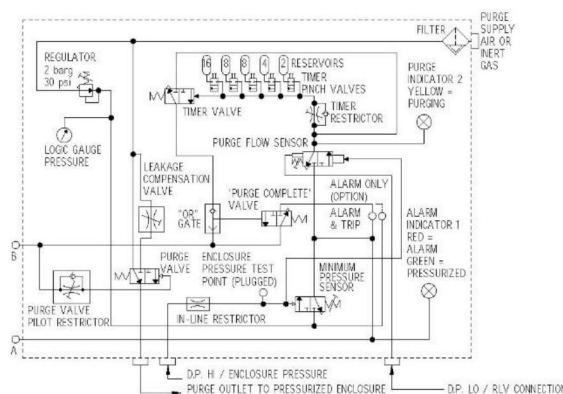 FILTER
PURGE
SUPPLY
AIR OR
INERT
GAS
REGULATOR
2 barg
30 psi
16 8 8 4 2 RESERVOIRS
TIMER
PINCH VALVES
TIMER VALVE
TIMER
RESTRICTOR
PURGE
INDICATOR 2
YELLOW =
PURGING
LOGIC GAUGE
PRESSURE
PURGE FLOW SENSOR
LEAKAGE
COMPENSATION
VALVE
'PURGE COMPLETE'
VALVE
ALARM ONLY
(OPTION)
"OR"
GATE
ALARM
& TRIP
ALARM
INDICATOR 1
RED =
ALARM
GREEN =
PRESSURIZED
B
PURGE
VALVE
ENCLOSURE
PRESSURE TEST
POINT (PLUGGED)
MINIMUM
PRESSURE
SENSOR
PURGE VALVE
PILOT RESTRICTOR
IN-LINE RESTRICTOR
A
D.P. HI / ENCLOSURE PRESSURE
PURGE OUTLET TO PRESSURIZED ENCLOSURE
D.P. LO / RLV CONNECTION